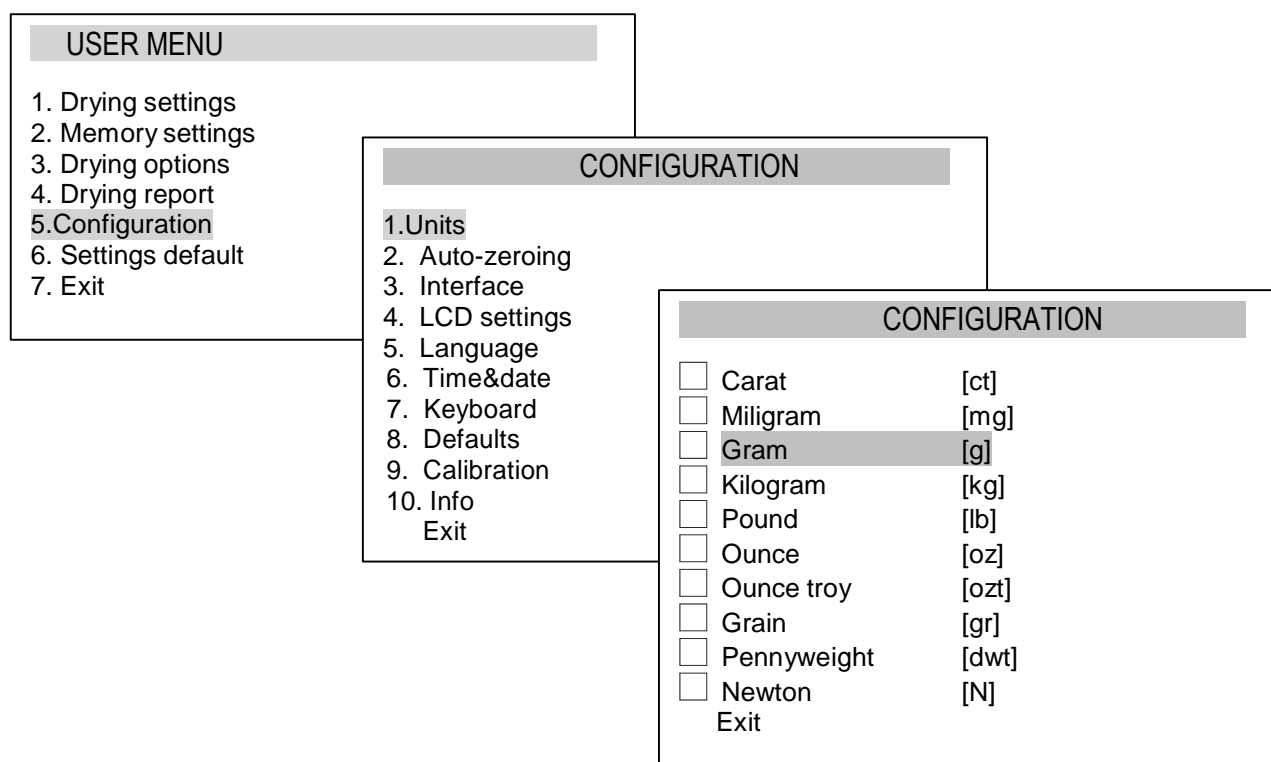 USER MENU
1. Drying settings
2. Memory settings
3. Drying options
4. Drying report
5.Configuration
6. Settings default
7. Exit
CONFIGURATION
1.Units
2. Auto-zeroing
3. Interface
4. LCD settings
5. Language
6. Time&date
7. Keyboard
8. Defaults
9. Calibration
10. Info
Exit
CONFIGURATION
Carat [ct]
Miligram [mg]
Gram [g]
Kilogram [kg]
Pound [lb]
Ounce [oz]
Ounce troy [ozt]
Grain [gr]
Pennyweight [dwt]
Newton [N]
Exit